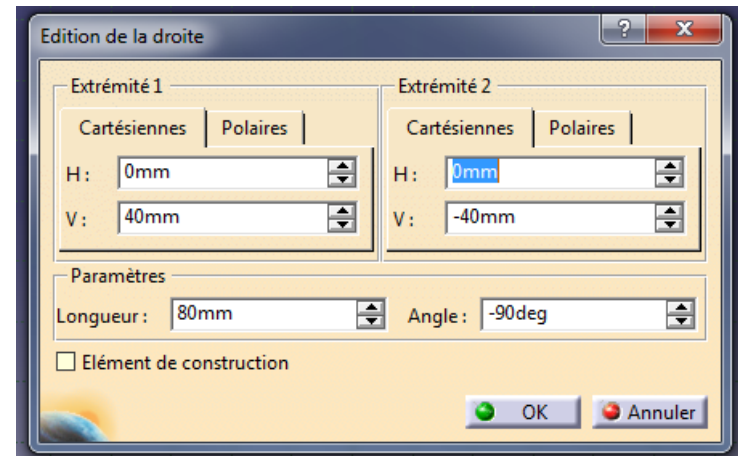 Edition de la droite
Extrémité 1
Extrémité 2
Cartésiennes Polaires
Cartésiennes Polaires
H : 0mm
H : 0mm
V : 40mm
V : -40mm
Paramètres
Longueur : 80mm
Angle : -90deg
Elément de construction
OK
Annuler